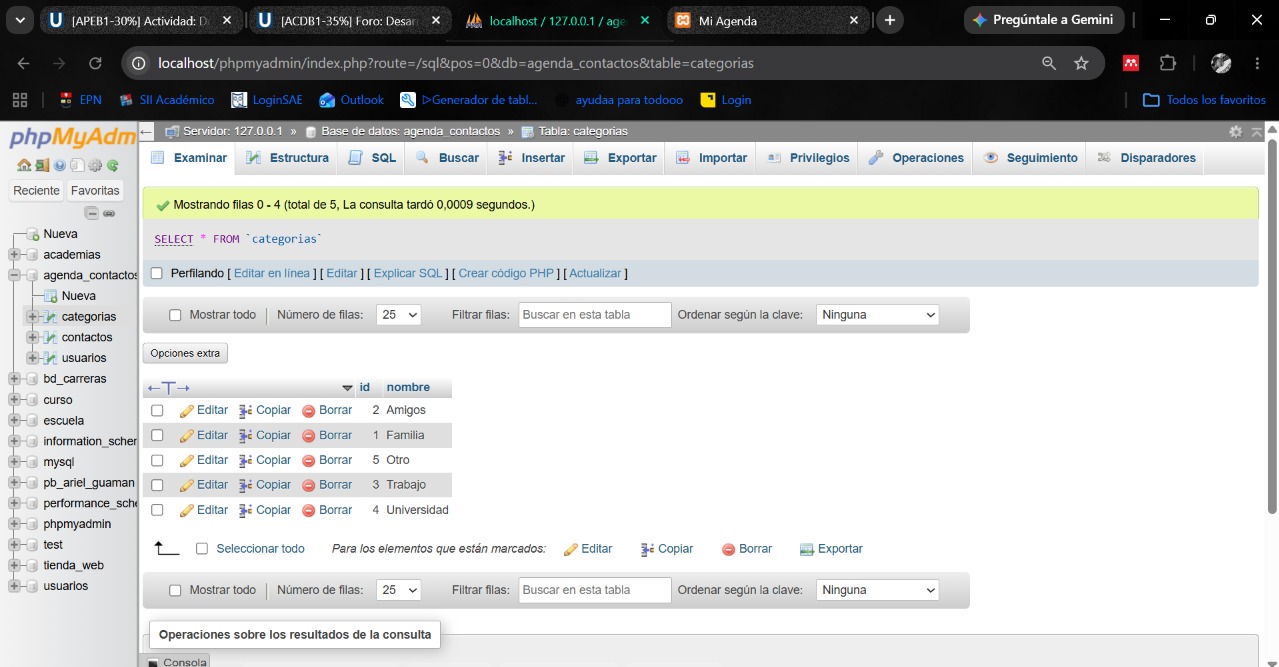 [APEB1-30%] Actividad: D
[ACDB1-35%] Foro: Desar
localhost / 127.0.0.1 / age
Mi Agenda
Pregúntale a Gemini
localhost/phpmyadmin/index.php?route=/sql&pos=0&db=agenda_contactos&table=categorias
EPN
SII Académico
LoginSAE
Outlook
▷Generador de tabl...
ayudaa para todooo
Login
Todos los favoritos
phpMyAdm
Servidor: 127.0.0.1 » Base de datos: agenda_contactos » Tabla: categorias
Examinar Estructura SQL Buscar Insertar Exportar Importar Privilegios Operaciones Seguimiento Disparadores
Reciente Favoritas
Nueva
academias
agenda_contactos
Nueva
categorias
contactos
usuarios
bd_carreras
curso
escuela
information_scher
mysql
pb_ariel_guaman
performance_sche
phpmyadmin
test
tienda_web
usuarios
Mostrando filas 0 - 4 (total de 5, La consulta tardó 0,0009 segundos.)
SELECT * FROM `categorias`
Perfilando [ Editar en línea ] [ Editar ] [ Explicar SQL ] [ Crear código PHP ] [ Actualizar ]
Mostrar todo Número de filas: 25 Filtrar filas: Buscar en esta tabla Ordenar según la clave: Ninguna
Opciones extra
←T→ id nombre
Editar Copiar Borrar 2 Amigos
Editar Copiar Borrar 1 Familia
Editar Copiar Borrar 5 Otro
Editar Copiar Borrar 3 Trabajo
Editar Copiar Borrar 4 Universidad
Seleccionar todo Para los elementos que están marcados: Editar Copiar Borrar Exportar
Mostrar todo Número de filas: 25 Filtrar filas: Buscar en esta tabla Ordenar según la clave: Ninguna
Operaciones sobre los resultados de la consulta
Consola